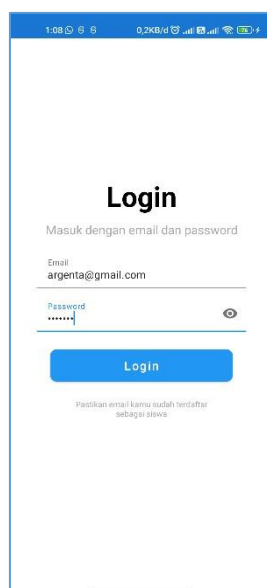 1:08 0,2KB/d
Login
Masuk dengan email dan password
Email
argenta@gmail.com
Password
•••••••
Login
Pastikan email kamu sudah terdaftar
sebagai siswa